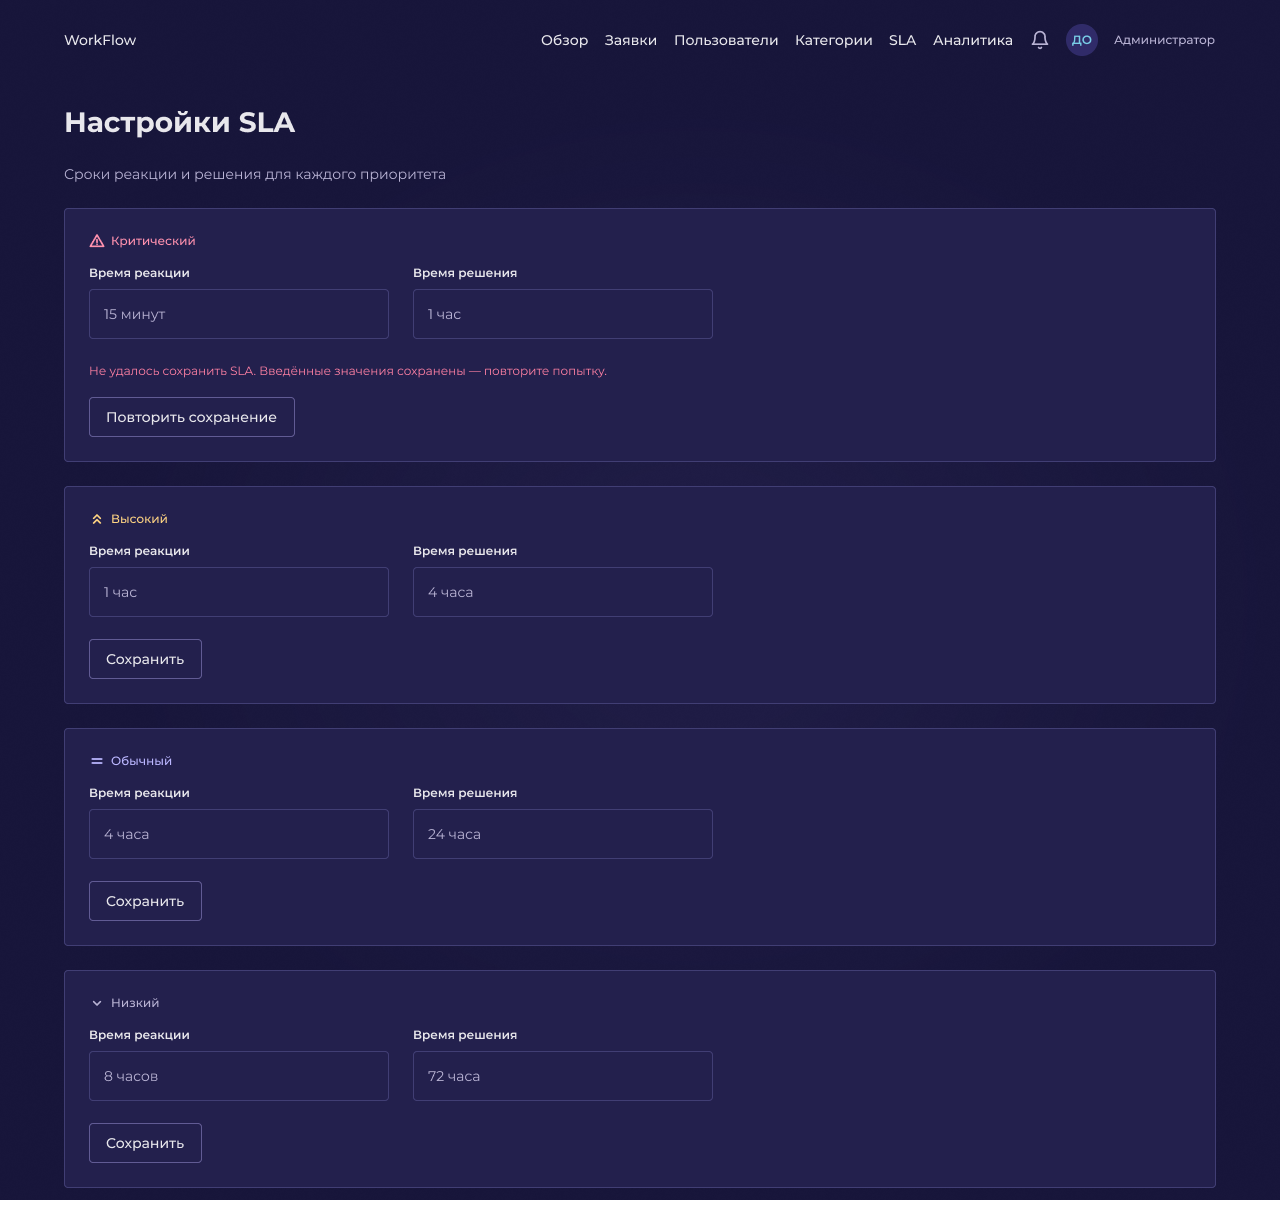 WorkFlow Обзор Заявки Пользователи Категории SLA Аналитика ДО Администратор
Настройки SLA
Сроки реакции и решения для каждого приоритета
Критический
Время реакции Время решения
15 минут 1 час
Не удалось сохранить SLA. Введённые значения сохранены — повторите попытку.
Повторить сохранение
Высокий
Время реакции Время решения
1 час 4 часа
Сохранить
Обычный
Время реакции Время решения
4 часа 24 часа
Сохранить
Низкий
Время реакции Время решения
8 часов 72 часа
Сохранить